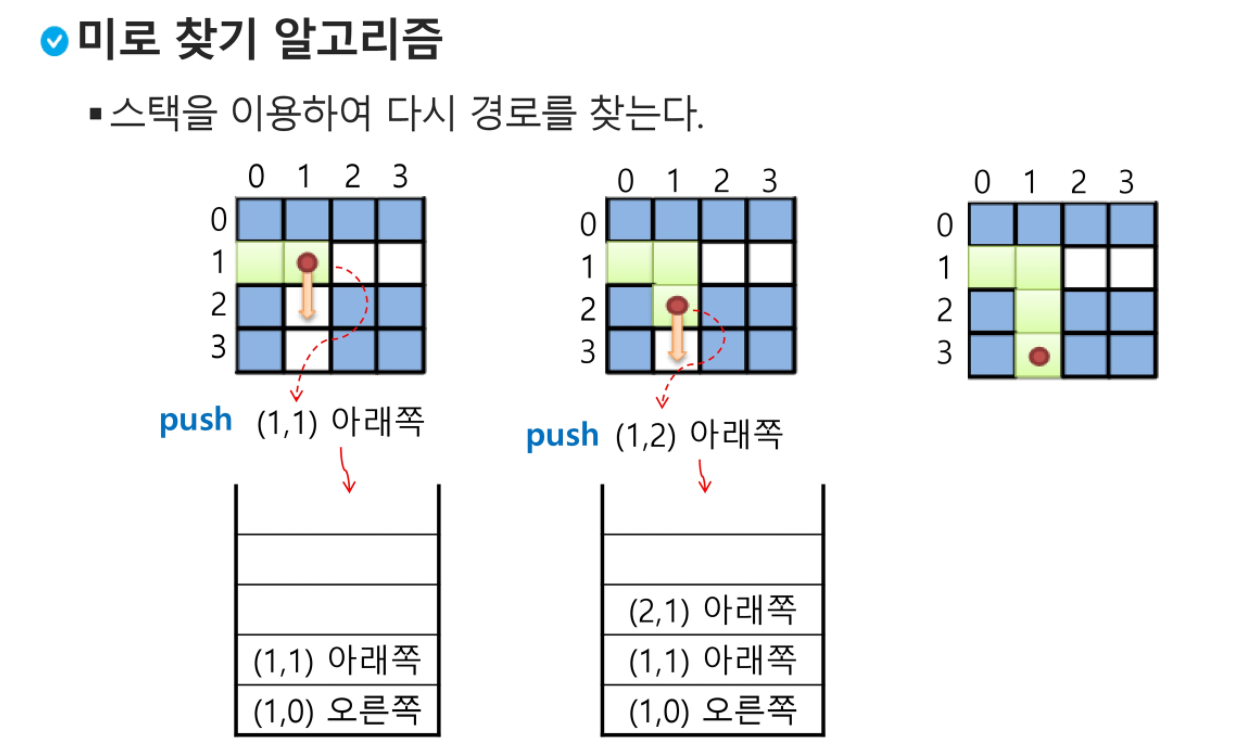 미로 찾기 알고리즘
스택을 이용하여 다시 경로를 찾는다.
0 1 2 3
0
1
2
3
push (1,1) 아래쪽
(1,1) 아래쪽
(1,0) 오른쪽
0 1 2 3
0
1
2
3
push (1,2) 아래쪽
(2,1) 아래쪽
(1,1) 아래쪽
(1,0) 오른쪽
0 1 2 3
0
1
2
3